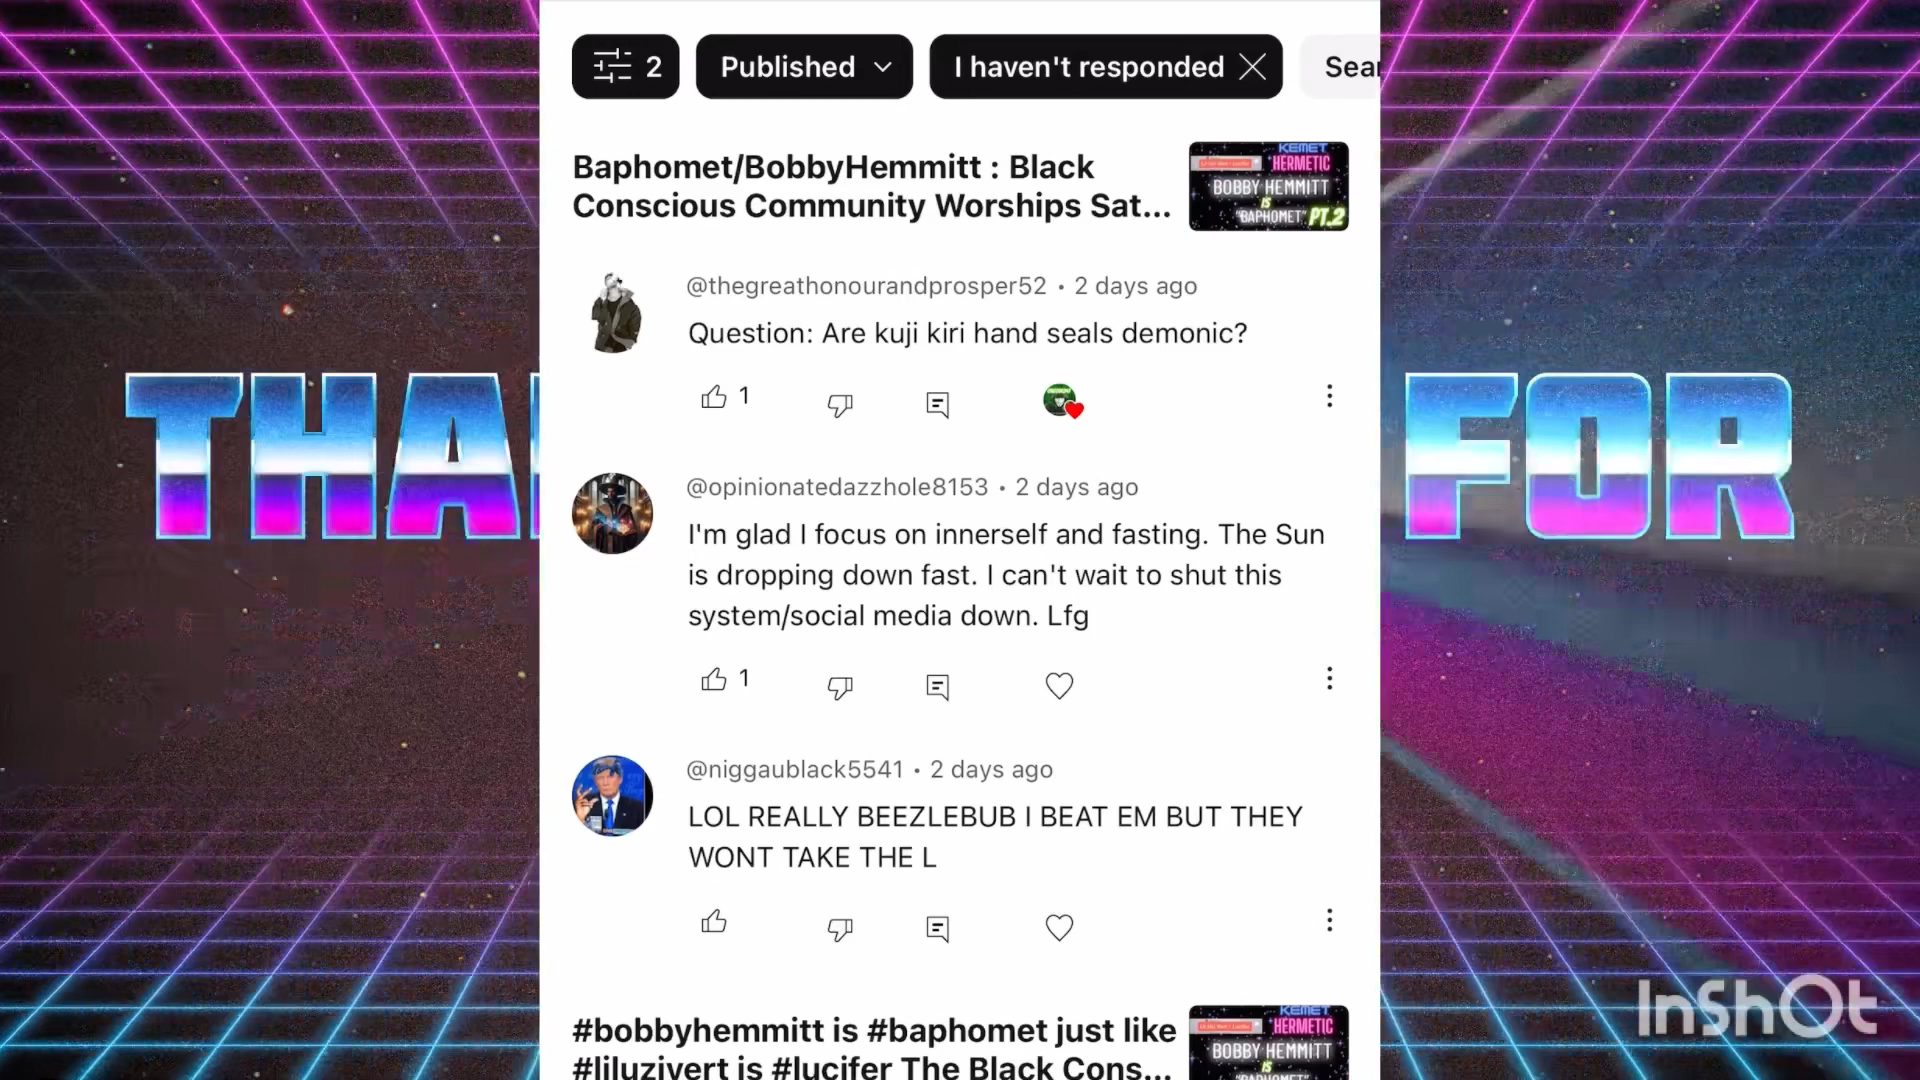 2
Published
I haven't responded
Sear
Baphomet/BobbyHemmitt : Black
Conscious Community Worships Sat...
KEMET
HERMETIC
BOBBY HEMMITT
IS
"BAPHOMET" PT.2
@thegreathonourandprosper52 • 2 days ago
Question: Are kuji kiri hand seals demonic?
1
THA
FOR
@opinionatedazzhole8153 • 2 days ago
I'm glad I focus on innerself and fasting. The Sun
is dropping down fast. I can't wait to shut this
system/social media down. Lfg
1
@niggaublack5541 • 2 days ago
LOL REALLY BEEZLEBUB I BEAT EM BUT THEY
WONT TAKE THE L
#bobbyhemmitt is #baphomet just like
#liluzivert is #lucifer The Black Cons...
KEMET
HERMETIC
BOBBY HEMMITT
IS
"BAPHOMET"
InShOt